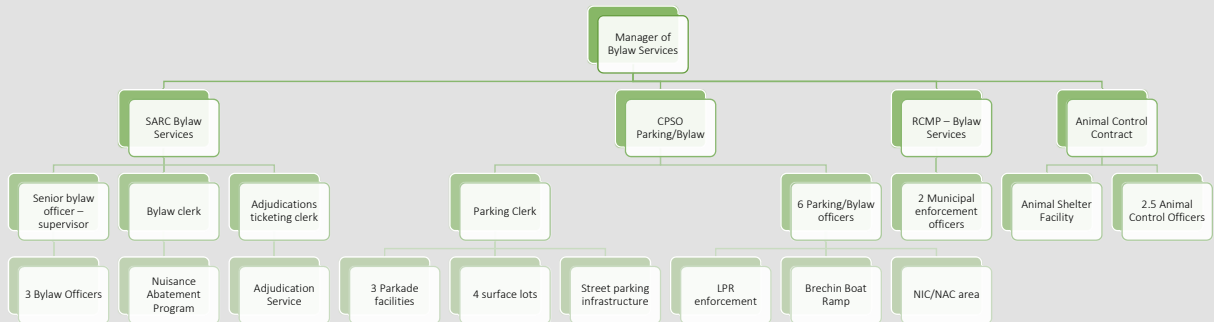 Manager of
Bylaw Services
SARC Bylaw
Services
CPSO
Parking/Bylaw
RCMP – Bylaw
Services
Animal Control
Contract
Senior bylaw
officer –
supervisor
Bylaw clerk
Adjudications
ticketing clerk
Parking Clerk
6 Parking/Bylaw
officers
2 Municipal
enforcement
officers
Animal Shelter
Facility
2.5 Animal
Control Officers
3 Bylaw Officers
Nuisance
Abatement
Program
Adjudication
Service
3 Parkade
facilities
4 surface lots
Street parking
infrastructure
LPR
enforcement
Brechin Boat
Ramp
NIC/NAC area